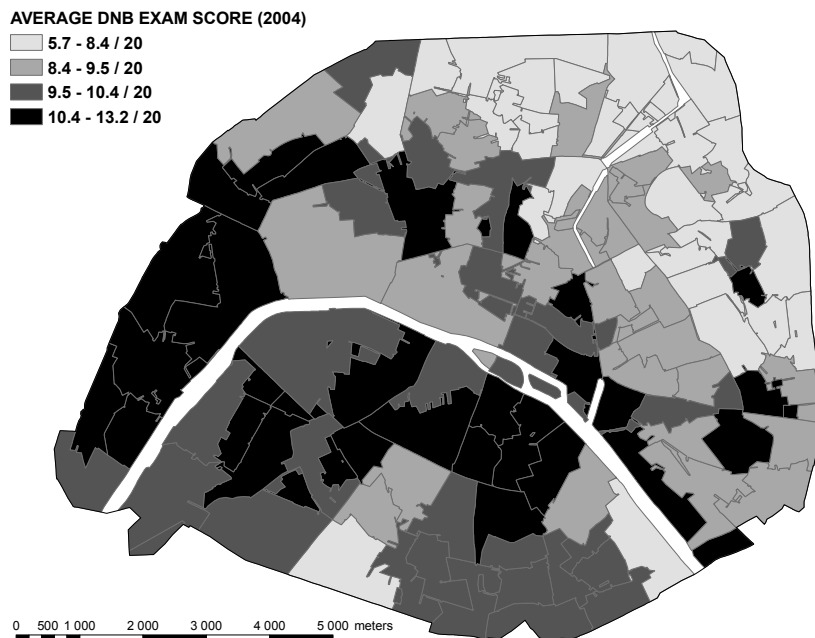 AVERAGE DNB EXAM SCORE (2004)
5.7 - 8.4 / 20
8.4 - 9.5 / 20
9.5 - 10.4 / 20
10.4 - 13.2 / 20
0 500 1 000 2 000 3 000 4 000 5 000 meters